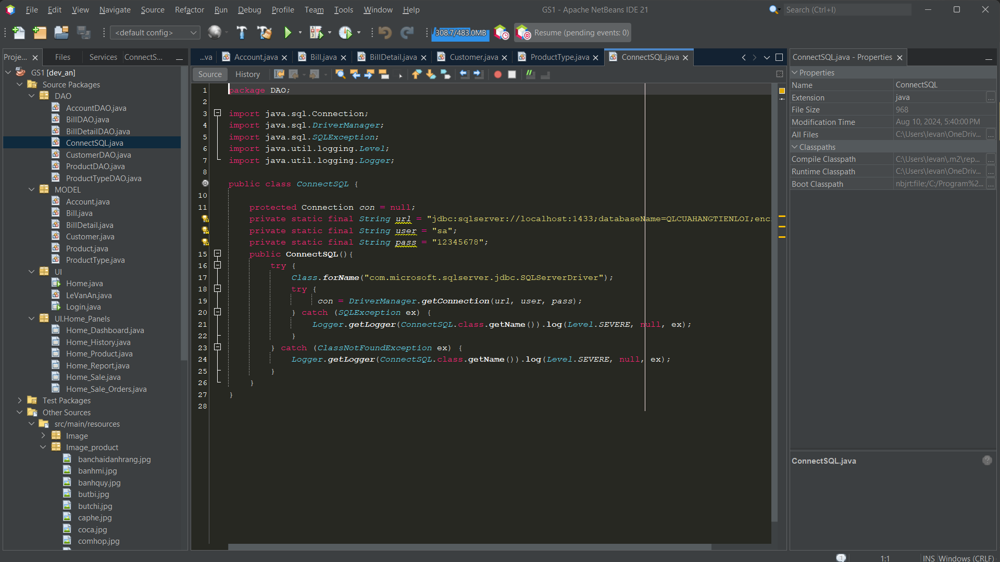 File Edit View Navigate Source Refactor Run Debug Profile Team Tools Window Help
GS1 - Apache NetBeans IDE 21
Search (Ctrl+I)
<default config>
308.7/483.0MB
Resume (pending events: 0)
Proje... Files Services ConnectS...
GS1 [dev_an]
Source Packages
DAO
AccountDAO.java
BillDAO.java
BillDetailDAO.java
ConnectSQL.java
CustomerDAO.java
ProductDAO.java
ProductTypeDAO.java
MODEL
Account.java
Bill.java
BillDetail.java
Customer.java
Product.java
ProductType.java
UI
Home.java
LeVanAn.java
Login.java
UI.Home_Panels
Home_Dashboard.java
Home_History.java
Home_Product.java
Home_Report.java
Home_Sale.java
Home_Sale_Orders.java
Test Packages
Other Sources
src/main/resources
Image
Image_product
banchaidanhrang.jpg
banhmi.jpg
banhquy.jpg
butbi.jpg
butchi.jpg
caphe.jpg
coca.jpg
comhop.jpg
...va Account.java Bill.java BillDetail.java Customer.java ProductType.java ConnectSQL.java
Source History
1 package DAO;
2
3 import java.sql.Connection;
4 import java.sql.DriverManager;
5 import java.sql.SQLException;
6 import java.util.logging.Level;
7 import java.util.logging.Logger;
8
public class ConnectSQL {
10
11 protected Connection con = null;
private static final String url = "jdbc:sqlserver://localhost:1433;databaseName=QLCUAHANGTIENLOI;enc
private static final String user = "sa";
private static final String pass = "12345678";
15 public ConnectSQL(){
16 try {
17 Class.forName("com.microsoft.sqlserver.jdbc.SQLServerDriver");
18 try {
19 con = DriverManager.getConnection(url, user, pass);
20 } catch (SQLException ex) {
21 Logger.getLogger(ConnectSQL.class.getName()).log(Level.SEVERE, null, ex);
22 }
23 } catch (ClassNotFoundException ex) {
24 Logger.getLogger(ConnectSQL.class.getName()).log(Level.SEVERE, null, ex);
25 }
26 }
27 }
28
ConnectSQL.java - Properties
Properties
Name ConnectSQL
Extension java ...
File Size 968
Modification Time Aug 10, 2024, 5:40:00 PM
All Files C:\Users\levan\OneDriv... ...
Classpaths
Compile Classpath C:\Users\levan\.m2\rep... ...
Runtime Classpath C:\Users\levan\OneDriv... ...
Boot Classpath nbjrt:file:/C:/Program%2... ...
ConnectSQL.java
?
1 1:1 INS Windows (CRLF)